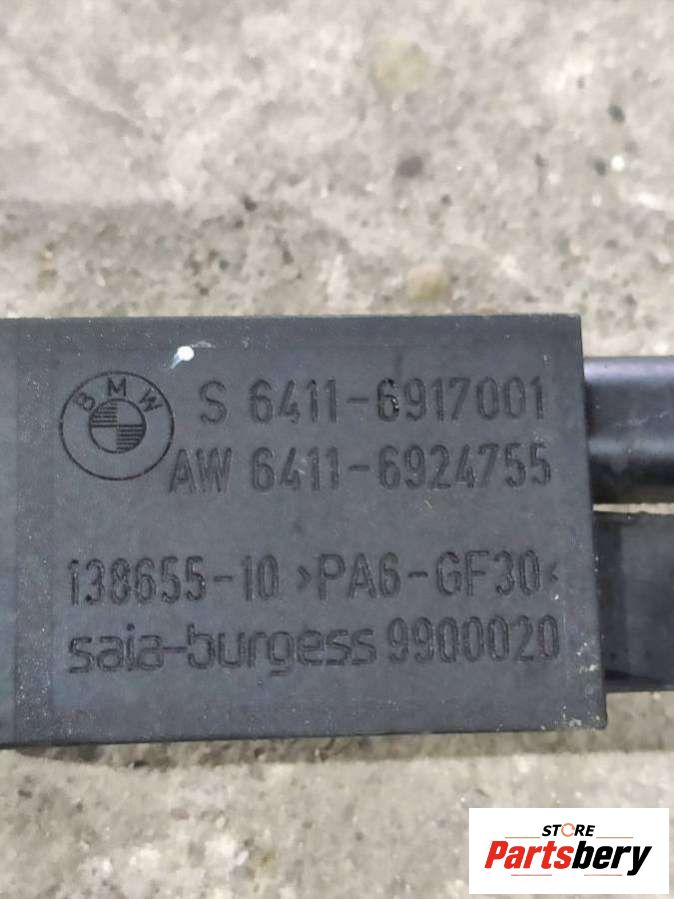 BMW
S 6411-6917001
AW 6411-6924755
138655-10 >PA6-GF30<
saia-burgess 9900020
STORE
Partsbery